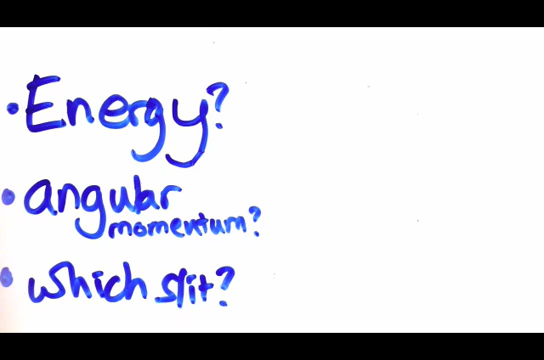 • Energy?
• angular
momentum?
• which slit?